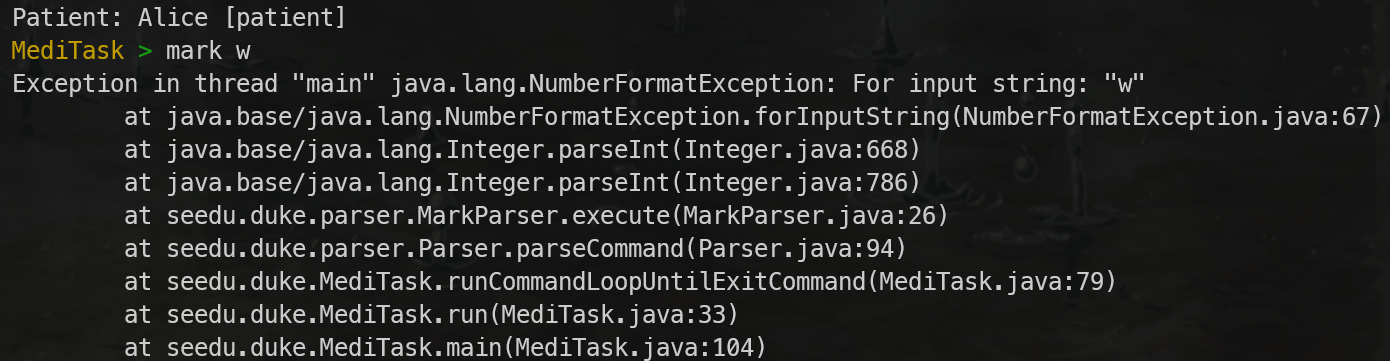 Patient: Alice [patient]
MediTask > mark w
Exception in thread "main" java.lang.NumberFormatException: For input string: "w"
at java.base/java.lang.NumberFormatException.forInputString(NumberFormatException.java:67)
at java.base/java.lang.Integer.parseInt(Integer.java:668)
at java.base/java.lang.Integer.parseInt(Integer.java:786)
at seedu.duke.parser.MarkParser.execute(MarkParser.java:26)
at seedu.duke.parser.Parser.parseCommand(Parser.java:94)
at seedu.duke.MediTask.runCommandLoopUntilExitCommand(MediTask.java:79)
at seedu.duke.MediTask.run(MediTask.java:33)
at seedu.duke.MediTask.main(MediTask.java:104)